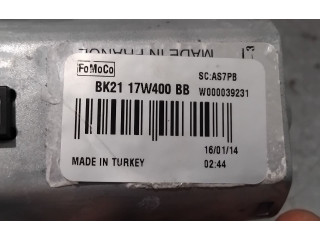 MADE IN FRANCE
FoMoCo
SC:AS7PB
BK21 17W400 BB
W000039231
16/01/14
MADE IN TURKEY
02:44